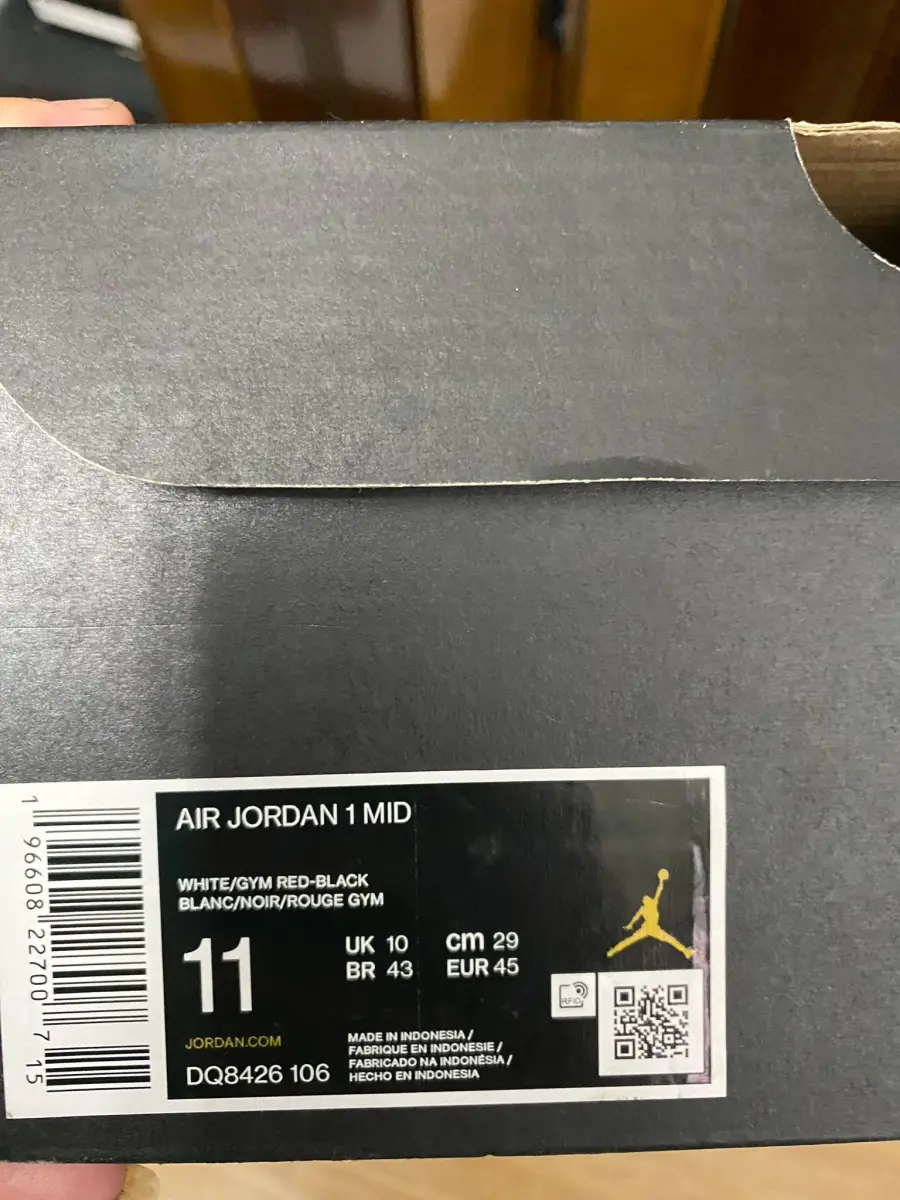 AIR JORDAN 1 MID
WHITE/GYM RED-BLACK
BLANC/NOIR/ROUGE GYM
11
UK 10 cm 29
BR 43 EUR 45
RFID
JORDAN.COM
DQ8426 106
MADE IN INDONESIA /
FABRIQUE EN INDONESIE /
FABRICADO NA INDONÉSIA /
HECHO EN INDONESIA
1 96608 22700 7 15